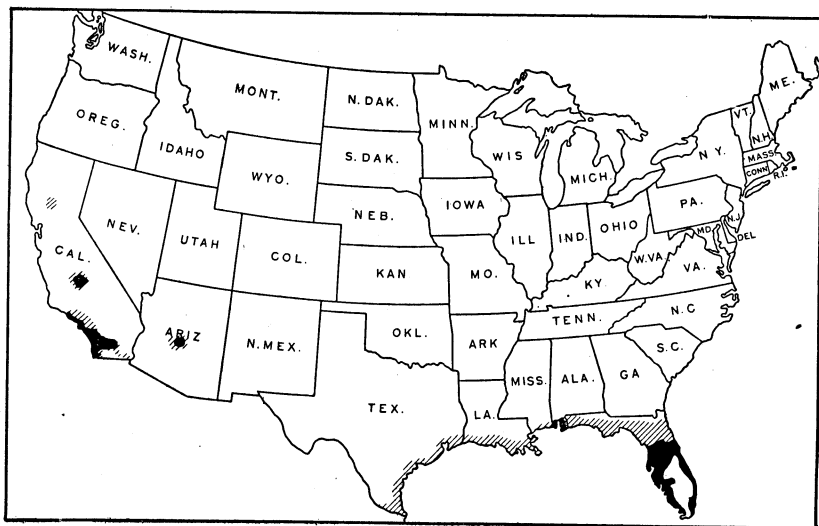 WASH.
MONT.
N. DAK.
MINN.
ME.
VT.
N.H
OREG.
IDAHO
S. DAK.
WIS
MICH.
N Y.
MASS
CONN
R.I.
WYO.
NEB.
IOWA
PA.
N.J.
NEV.
UTAH
COL.
ILL
IND.
OHIO
MD.
DEL
CAL.
KAN
MO.
W.VA.
VA.
KY.
ARIZ
N. MEX.
OKL.
ARK
TENN.
N.C
S.C.
TEX.
LA.
MISS.
ALA.
GA